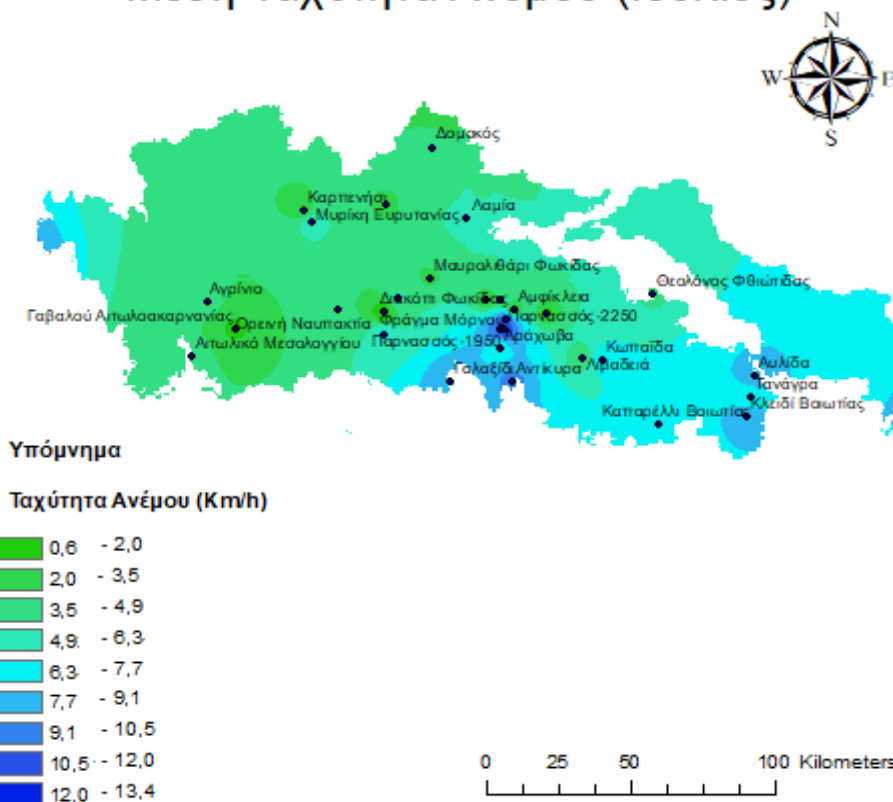 N
W
S
Δομοκός
Καρπενήσι
Μυρίκη Ευρυτανίας
Λαμία
Μαυρολιθάρι Φωκίδας
Θεολόγος Φθιώτιδας
Αγρίνιο
Διακόπι Φωκίδας
Αμφίκλεια
Γαβαλού Αιτωλοακαρνανίας
Ορεινή Ναυπακτία
Φράγμα Μόρνου
Παρνασσός-2250
Αιτωλικό Μεσολογγίου
Παρνασσός-1950
Αράχωβα
Κωπαΐδα
Γαλαξίδι
Αντίκυρα
Λιβαδειά
Αυλίδα
Τανάγρα
Καπαρέλλι Βοιωτίας
Κλειδί Βοιωτίας
Υπόμνημα
Ταχύτητα Ανέμου (Km/h)
0,6 - 2,0
2,0 - 3,5
3,5 - 4,9
4,9 - 6,3
6,3 - 7,7
7,7 - 9,1
9,1 - 10,5
10,5 - 12,0
12,0 - 13,4
0 25 50 100 Kilometers